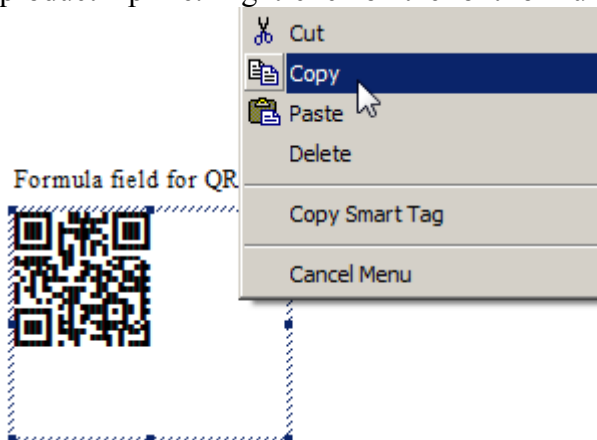 Cut
Copy
Paste
Delete
Formula field for QR
Copy Smart Tag
Cancel Menu